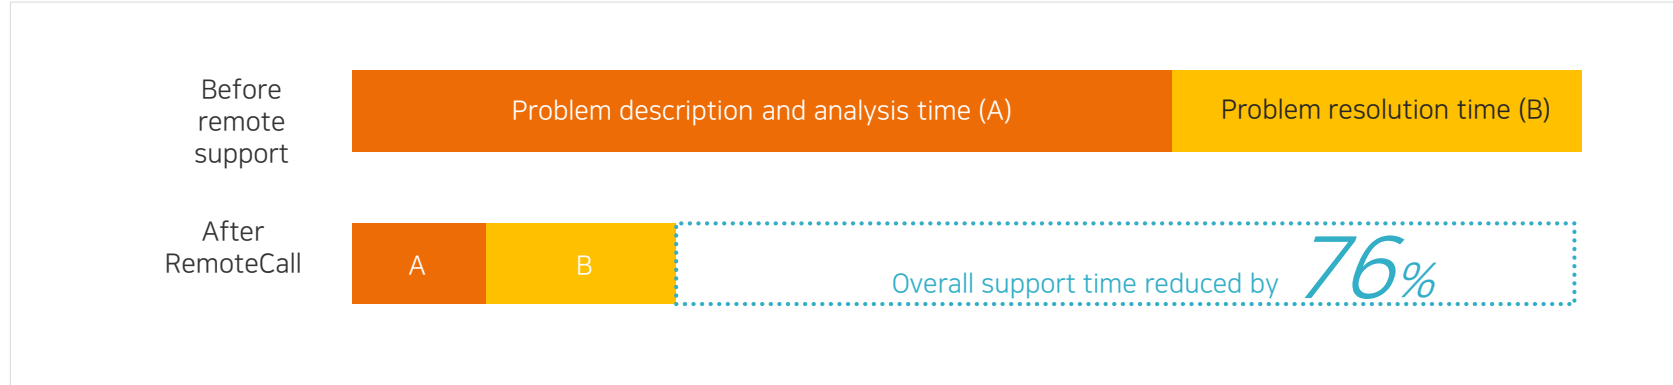 Before
remote
support
Problem description and analysis time (A)
Problem resolution time (B)
After
RemoteCall
A
B
Overall support time reduced by 76%